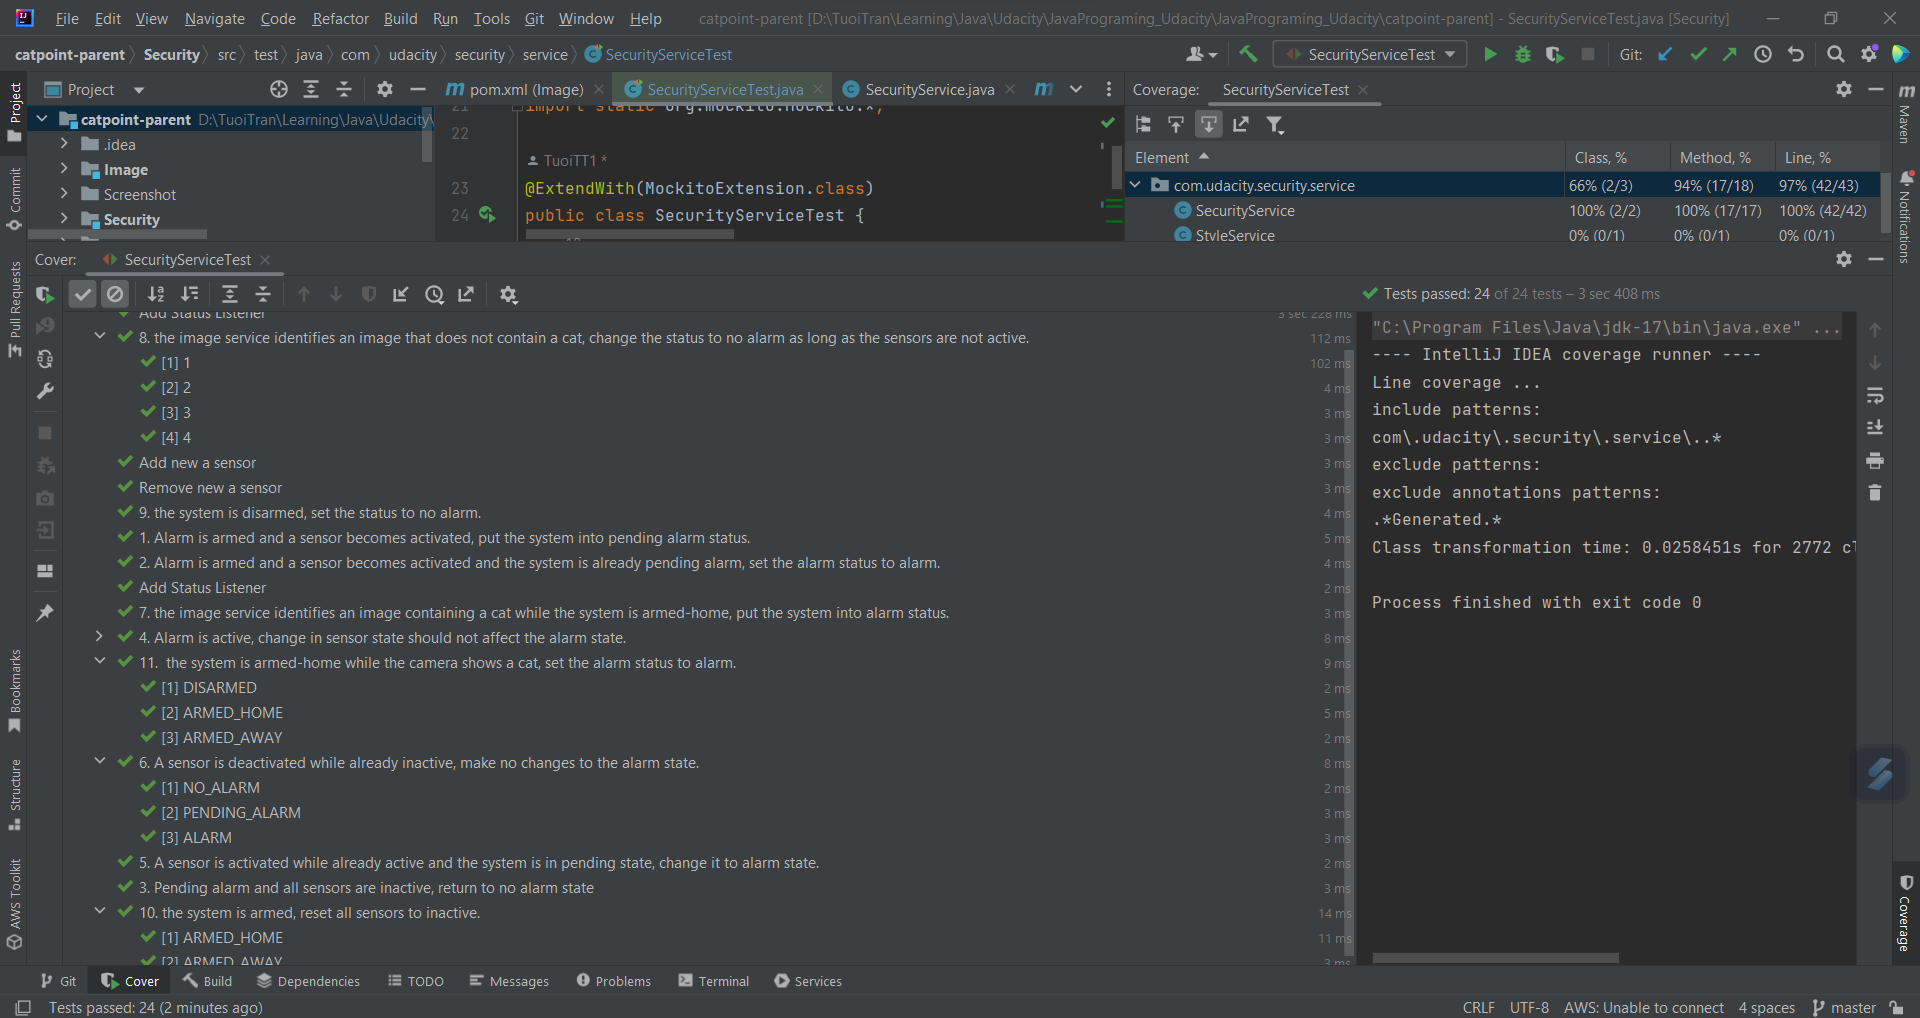 File Edit View Navigate Code Refactor Build Run Tools Git Window Help catpoint-parent [D:\TuoiTran\Learning\Java\Udacity\JavaPrograming_Udacity\JavaPrograming_Udacity\catpoint-parent] - SecurityServiceTest.java [Security]
catpoint-parent Security src test java com udacity security service SecurityServiceTest SecurityServiceTest Git:
Project pom.xml (Image) SecurityServiceTest.java SecurityService.java
catpoint-parent D:\TuoiTran\Learning\Java\Udacity\
.idea
Image
Screenshot
Security
21 import static org.mockito.Mockito.*;
22
TuoiTT1 *
23 @ExtendWith(MockitoExtension.class)
24 public class SecurityServiceTest {
Coverage: SecurityServiceTest
Element Class, % Method, % Line, %
com.udacity.security.service 66% (2/3) 94% (17/18) 97% (42/43)
SecurityService 100% (2/2) 100% (17/17) 100% (42/42)
StyleService 0% (0/1) 0% (0/1) 0% (0/1)
Project
Commit
Pull Requests
Bookmarks
Structure
AWS Toolkit
Maven
Notifications
Coverage
Cover: SecurityServiceTest
Tests passed: 24 of 24 tests – 3 sec 408 ms
Add Status Listener 3 sec 228 ms
8. the image service identifies an image that does not contain a cat, change the status to no alarm as long as the sensors are not active. 112 ms
[1] 1 102 ms
[2] 2 4 ms
[3] 3 3 ms
[4] 4 3 ms
Add new a sensor 3 ms
Remove new a sensor 3 ms
9. the system is disarmed, set the status to no alarm. 4 ms
1. Alarm is armed and a sensor becomes activated, put the system into pending alarm status. 5 ms
2. Alarm is armed and a sensor becomes activated and the system is already pending alarm, set the alarm status to alarm. 4 ms
Add Status Listener 2 ms
7. the image service identifies an image containing a cat while the system is armed-home, put the system into alarm status. 3 ms
4. Alarm is active, change in sensor state should not affect the alarm state. 8 ms
11.  the system is armed-home while the camera shows a cat, set the alarm status to alarm. 9 ms
[1] DISARMED 2 ms
[2] ARMED_HOME 5 ms
[3] ARMED_AWAY 2 ms
6. A sensor is deactivated while already inactive, make no changes to the alarm state. 8 ms
[1] NO_ALARM 2 ms
[2] PENDING_ALARM 3 ms
[3] ALARM 3 ms
5. A sensor is activated while already active and the system is in pending state, change it to alarm state. 2 ms
3. Pending alarm and all sensors are inactive, return to no alarm state 3 ms
10. the system is armed, reset all sensors to inactive. 14 ms
[1] ARMED_HOME 11 ms
[2] ARMED_AWAY 3 ms
"C:\Program Files\Java\jdk-17\bin\java.exe" ...
---- IntelliJ IDEA coverage runner ----
Line coverage ...
include patterns:
com\.udacity\.security\.service\..*
exclude patterns:
exclude annotations patterns:
.*Generated.*
Class transformation time: 0.0258451s for 2772 cl
Process finished with exit code 0
Git Cover Build Dependencies TODO Messages Problems Terminal Services
Tests passed: 24 (2 minutes ago) CRLF UTF-8 AWS: Unable to connect 4 spaces master